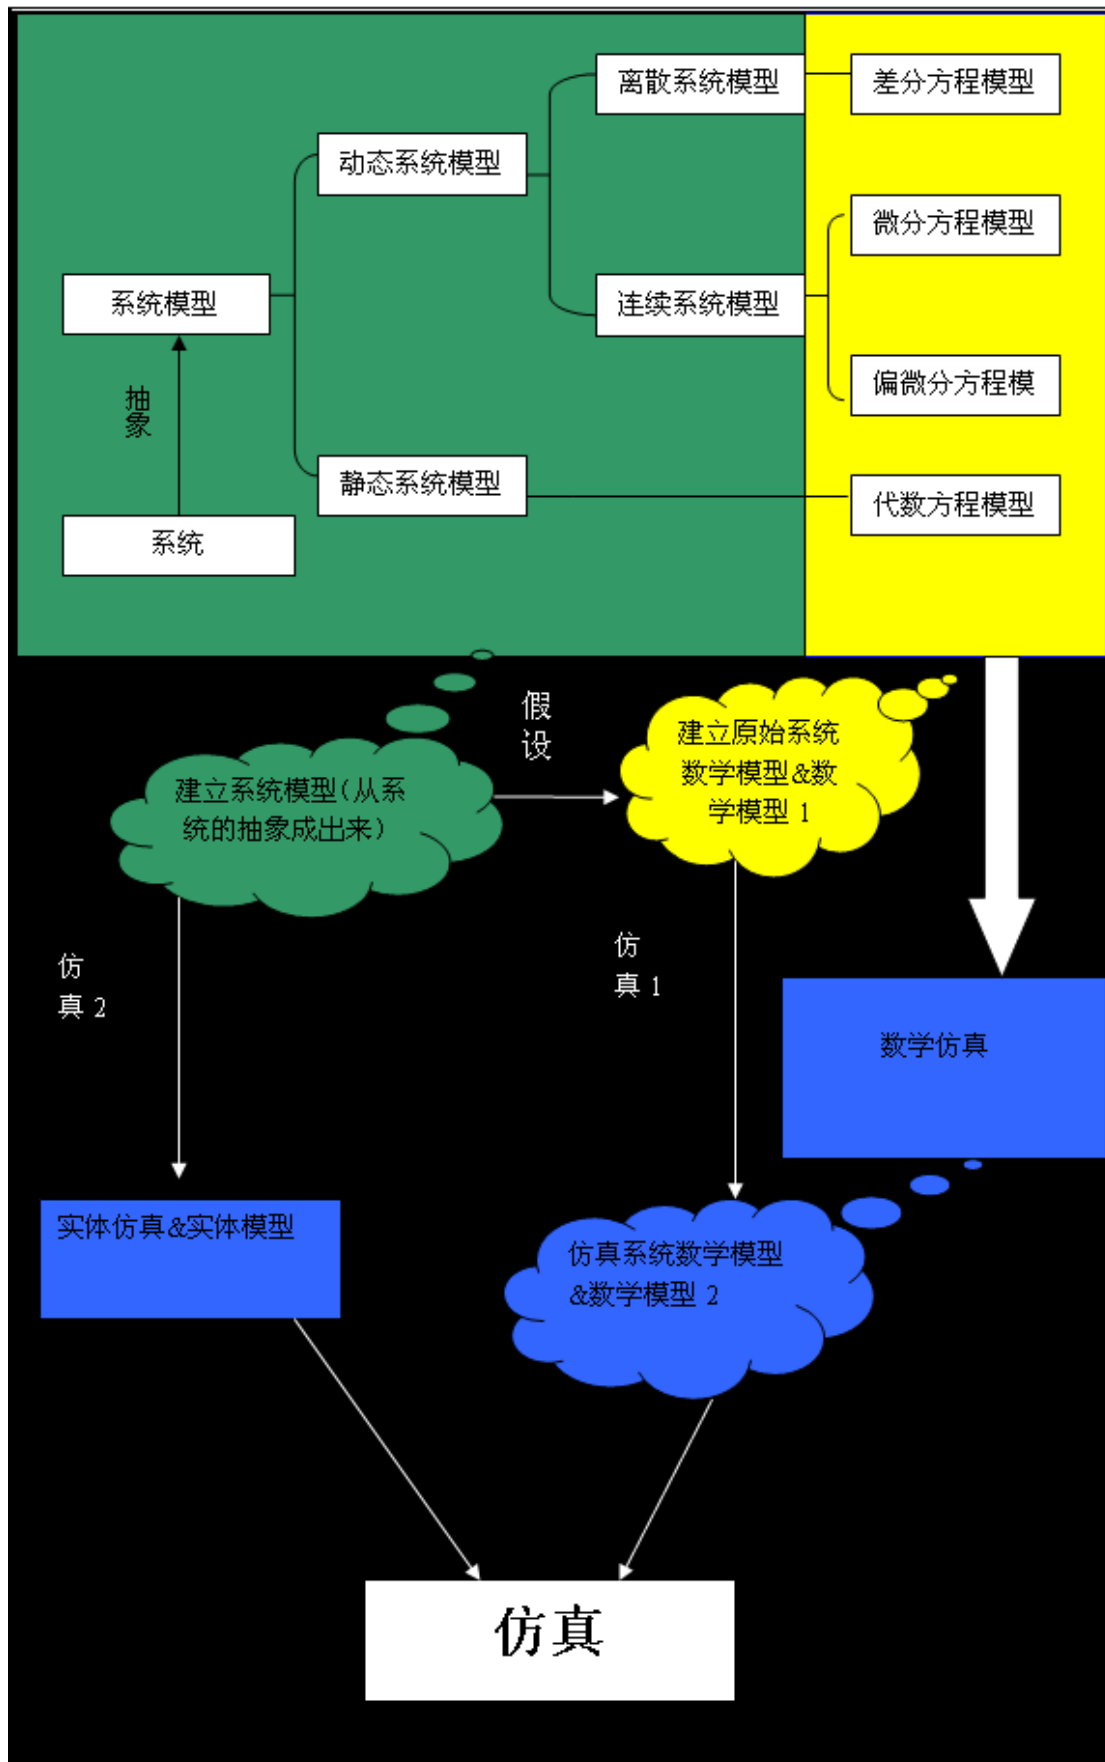 离散系统模型
差分方程模型
动态系统模型
微分方程模型
系统模型
连续系统模型
抽
象
偏微分方程模
静态系统模型
代数方程模型
系统
假
设
建立原始系统
数学模型&数
学模型 1
建立系统模型(从系
统的抽象成出来)
仿
真 2
仿
真 1
数学仿真
实体仿真&实体模型
仿真系统数学模型
&数学模型 2
仿真